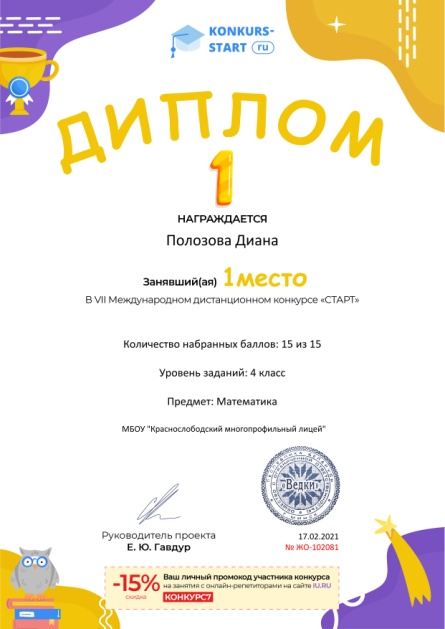 KONKURS-
START ru
ДИПЛОМ
1
НАГРАЖДАЕТСЯ
Полозова Диана
Занявший(ая) 1 место
В VII Международном дистанционном конкурсе «СТАРТ»
Количество набранных баллов: 15 из 15
Уровень заданий: 4 класс
Предмет: Математика
МБОУ "Краснослободский многопрофильный лицей"
«Ведки»
Руководитель проекта
Е. Ю. Гавдур
17.02.2021
№ ЖО-102081
-15%
СКИДКА
Ваш личный промокод участника конкурса
на занятия с онлайн-репетиторами на сайте IU.RU
КОНКУРС7